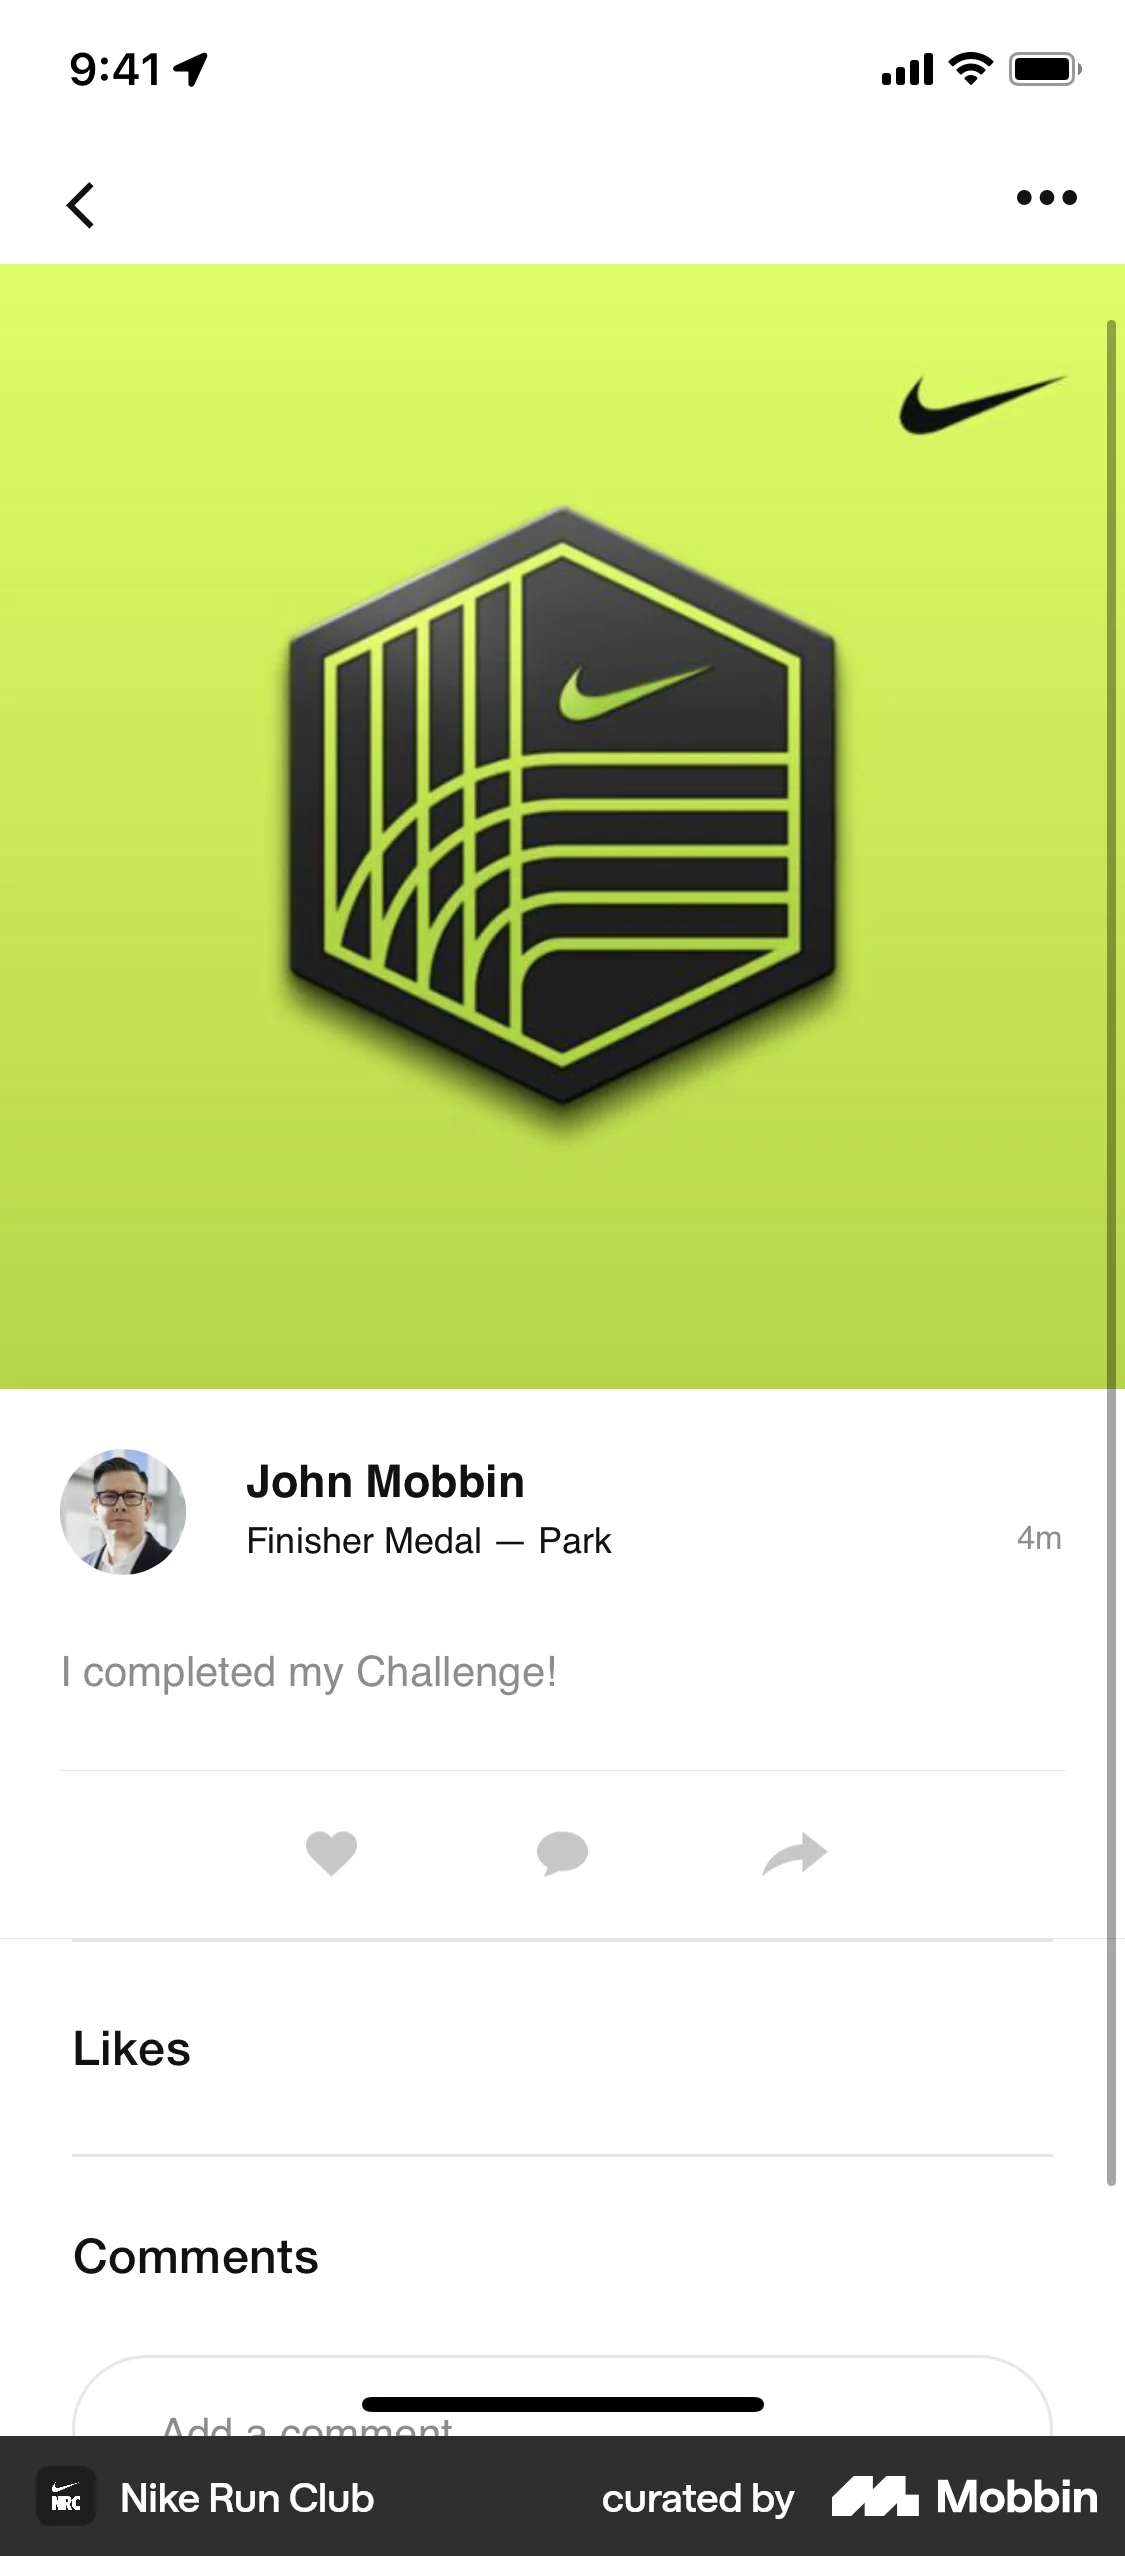 9:41
John Mobbin
Finisher Medal — Park
4m
I completed my Challenge!
Likes
Comments
Add a comment
NRC
Nike Run Club
curated by
Mobbin